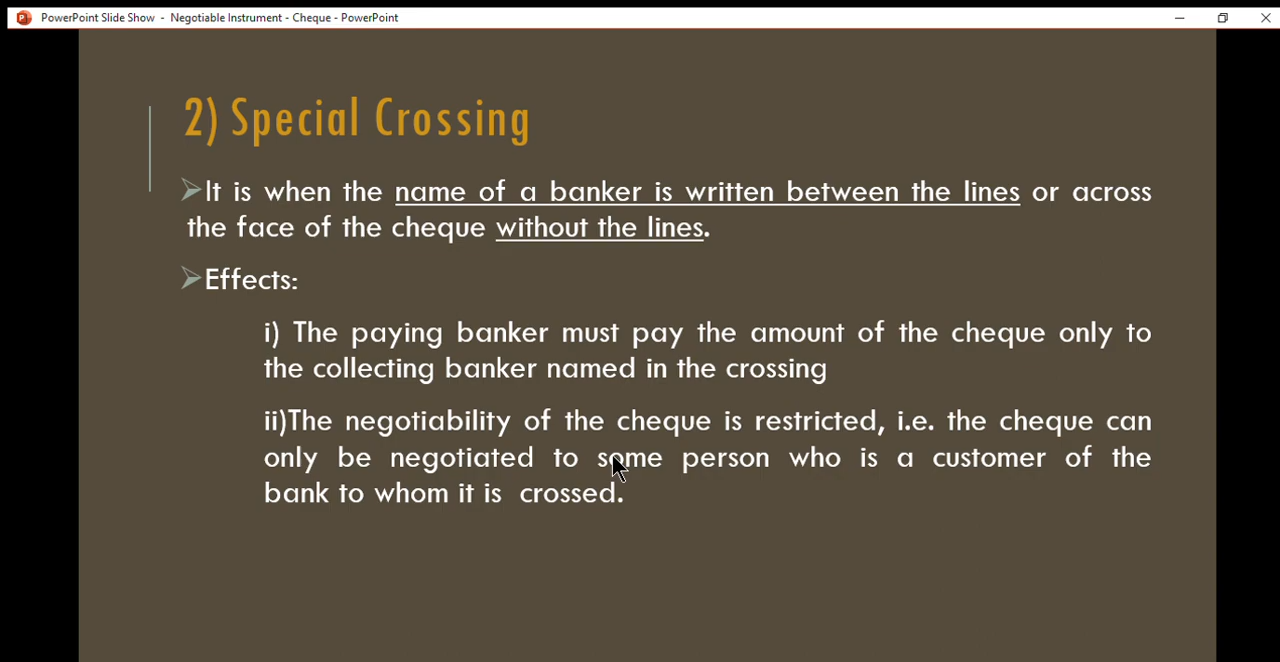 PowerPoint Slide Show - Negotiable Instrument - Cheque - PowerPoint
2) Special Crossing
➢It is when the name of a banker is written between the lines or across
the face of the cheque without the lines.
➢Effects:
i) The paying banker must pay the amount of the cheque only to
the collecting banker named in the crossing
ii)The negotiability of the cheque is restricted, i.e. the cheque can
only be negotiated to some person who is a customer of the
bank to whom it is crossed.